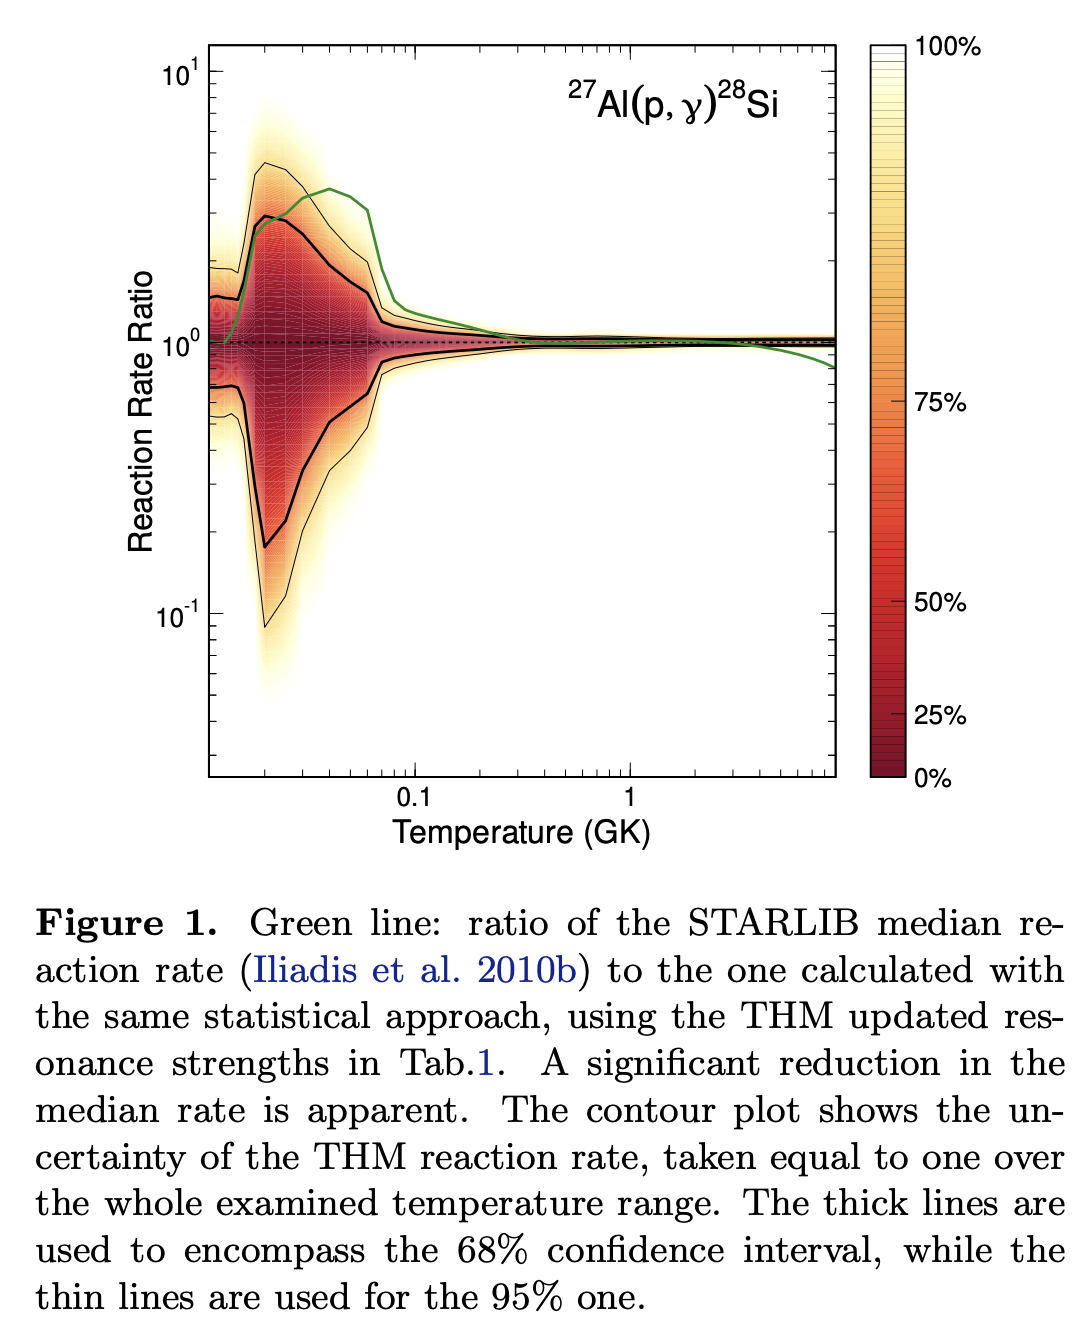 10¹
10⁰
10⁻¹
Reaction Rate Ratio
²⁷Al(p, γ)²⁸Si
0.1 1
Temperature (GK)
100%
75%
50%
25%
0%
Figure 1. Green line: ratio of the STARLIB median re-
action rate (Iliadis et al. 2010b) to the one calculated with
the same statistical approach, using the THM updated res-
onance strengths in Tab.1. A significant reduction in the
median rate is apparent. The contour plot shows the un-
certainty of the THM reaction rate, taken equal to one over
the whole examined temperature range. The thick lines are
used to encompass the 68% confidence interval, while the
thin lines are used for the 95% one.